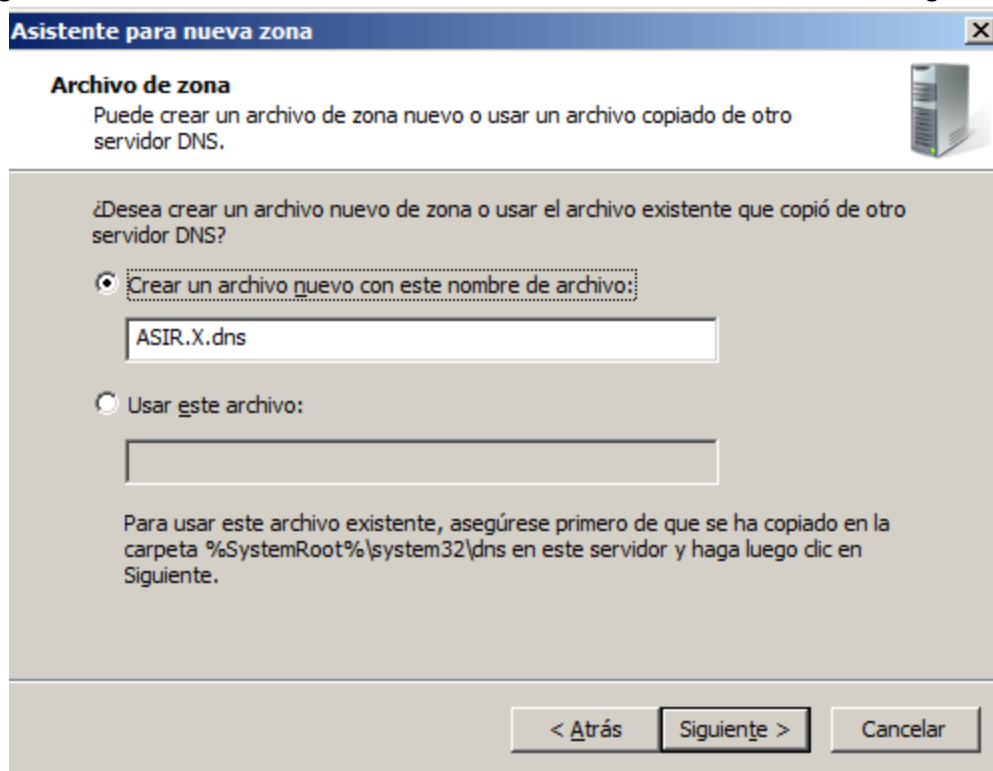 Asistente para nueva zona
Archivo de zona
Puede crear un archivo de zona nuevo o usar un archivo copiado de otro
servidor DNS.
¿Desea crear un archivo nuevo de zona o usar el archivo existente que copió de otro
servidor DNS?
Crear un archivo nuevo con este nombre de archivo:
ASIR.X.dns
Usar este archivo:
Para usar este archivo existente, asegúrese primero de que se ha copiado en la
carpeta %SystemRoot%\system32\dns en este servidor y haga luego clic en
Siguiente.
< Atrás Siguiente > Cancelar